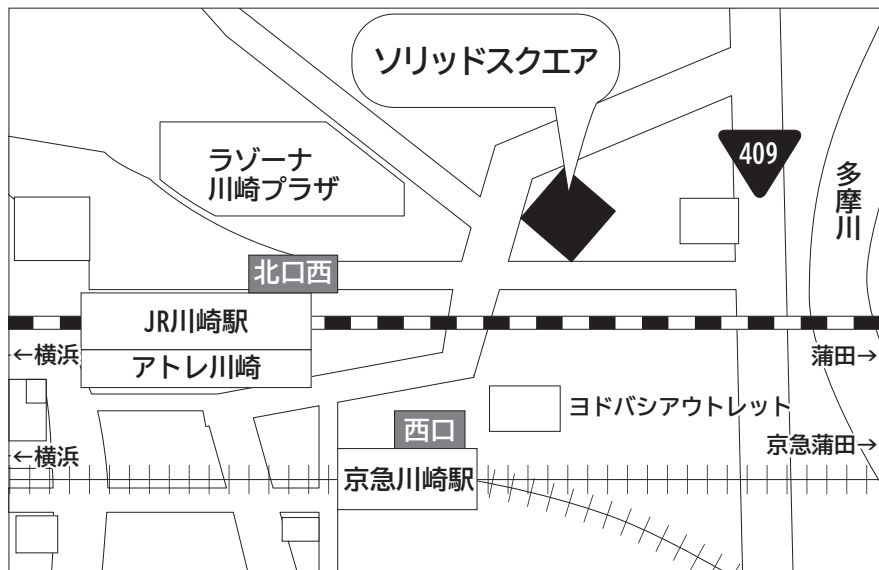 ソリッドスクエア
ラゾーナ
川崎プラザ
409
多摩川
北口西
JR川崎駅
←横浜
アトレ川崎
蒲田→
ヨドバシアウトレット
西口
←横浜
京急蒲田→
京急川崎駅